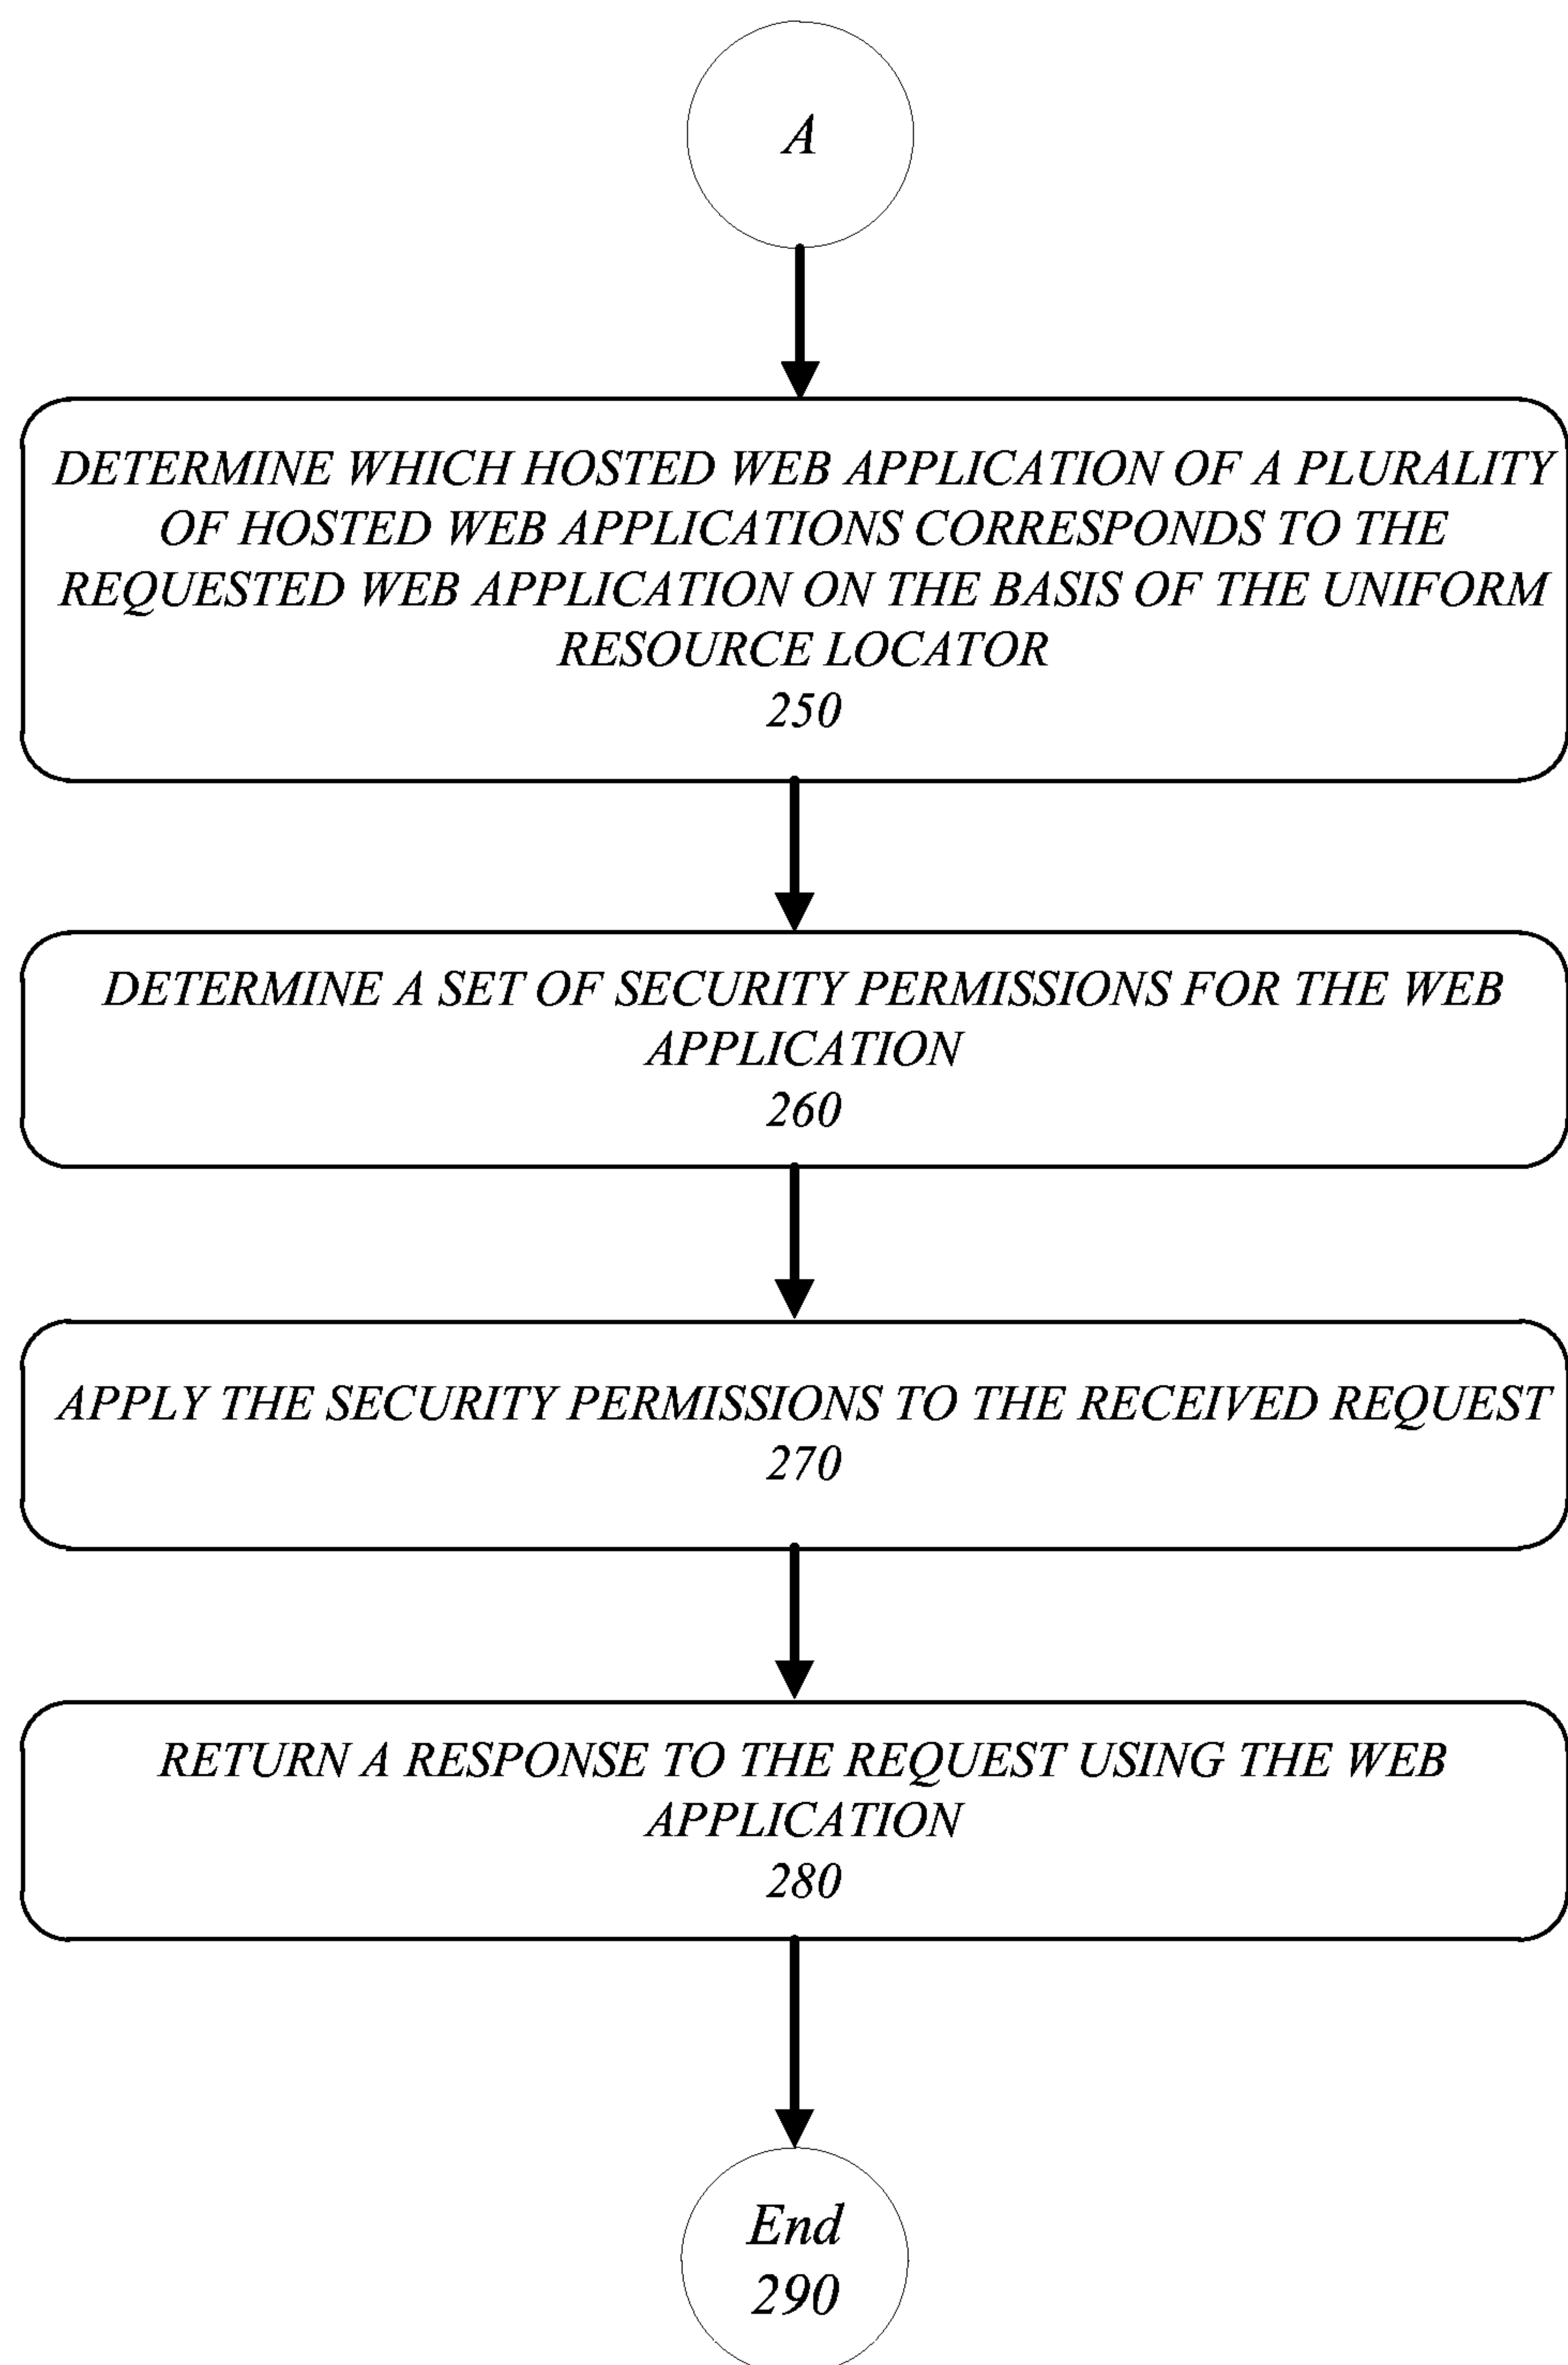 A
DETERMINE WHICH HOSTED WEB APPLICATION OF A PLURALITY
OF HOSTED WEB APPLICATIONS CORRESPONDS TO THE
REQUESTED WEB APPLICATION ON THE BASIS OF THE UNIFORM
RESOURCE LOCATOR
250
DETERMINE A SET OF SECURITY PERMISSIONS FOR THE WEB
APPLICATION
260
APPLY THE SECURITY PERMISSIONS TO THE RECEIVED REQUEST
270
RETURN A RESPONSE TO THE REQUEST USING THE WEB
APPLICATION
280
End
290